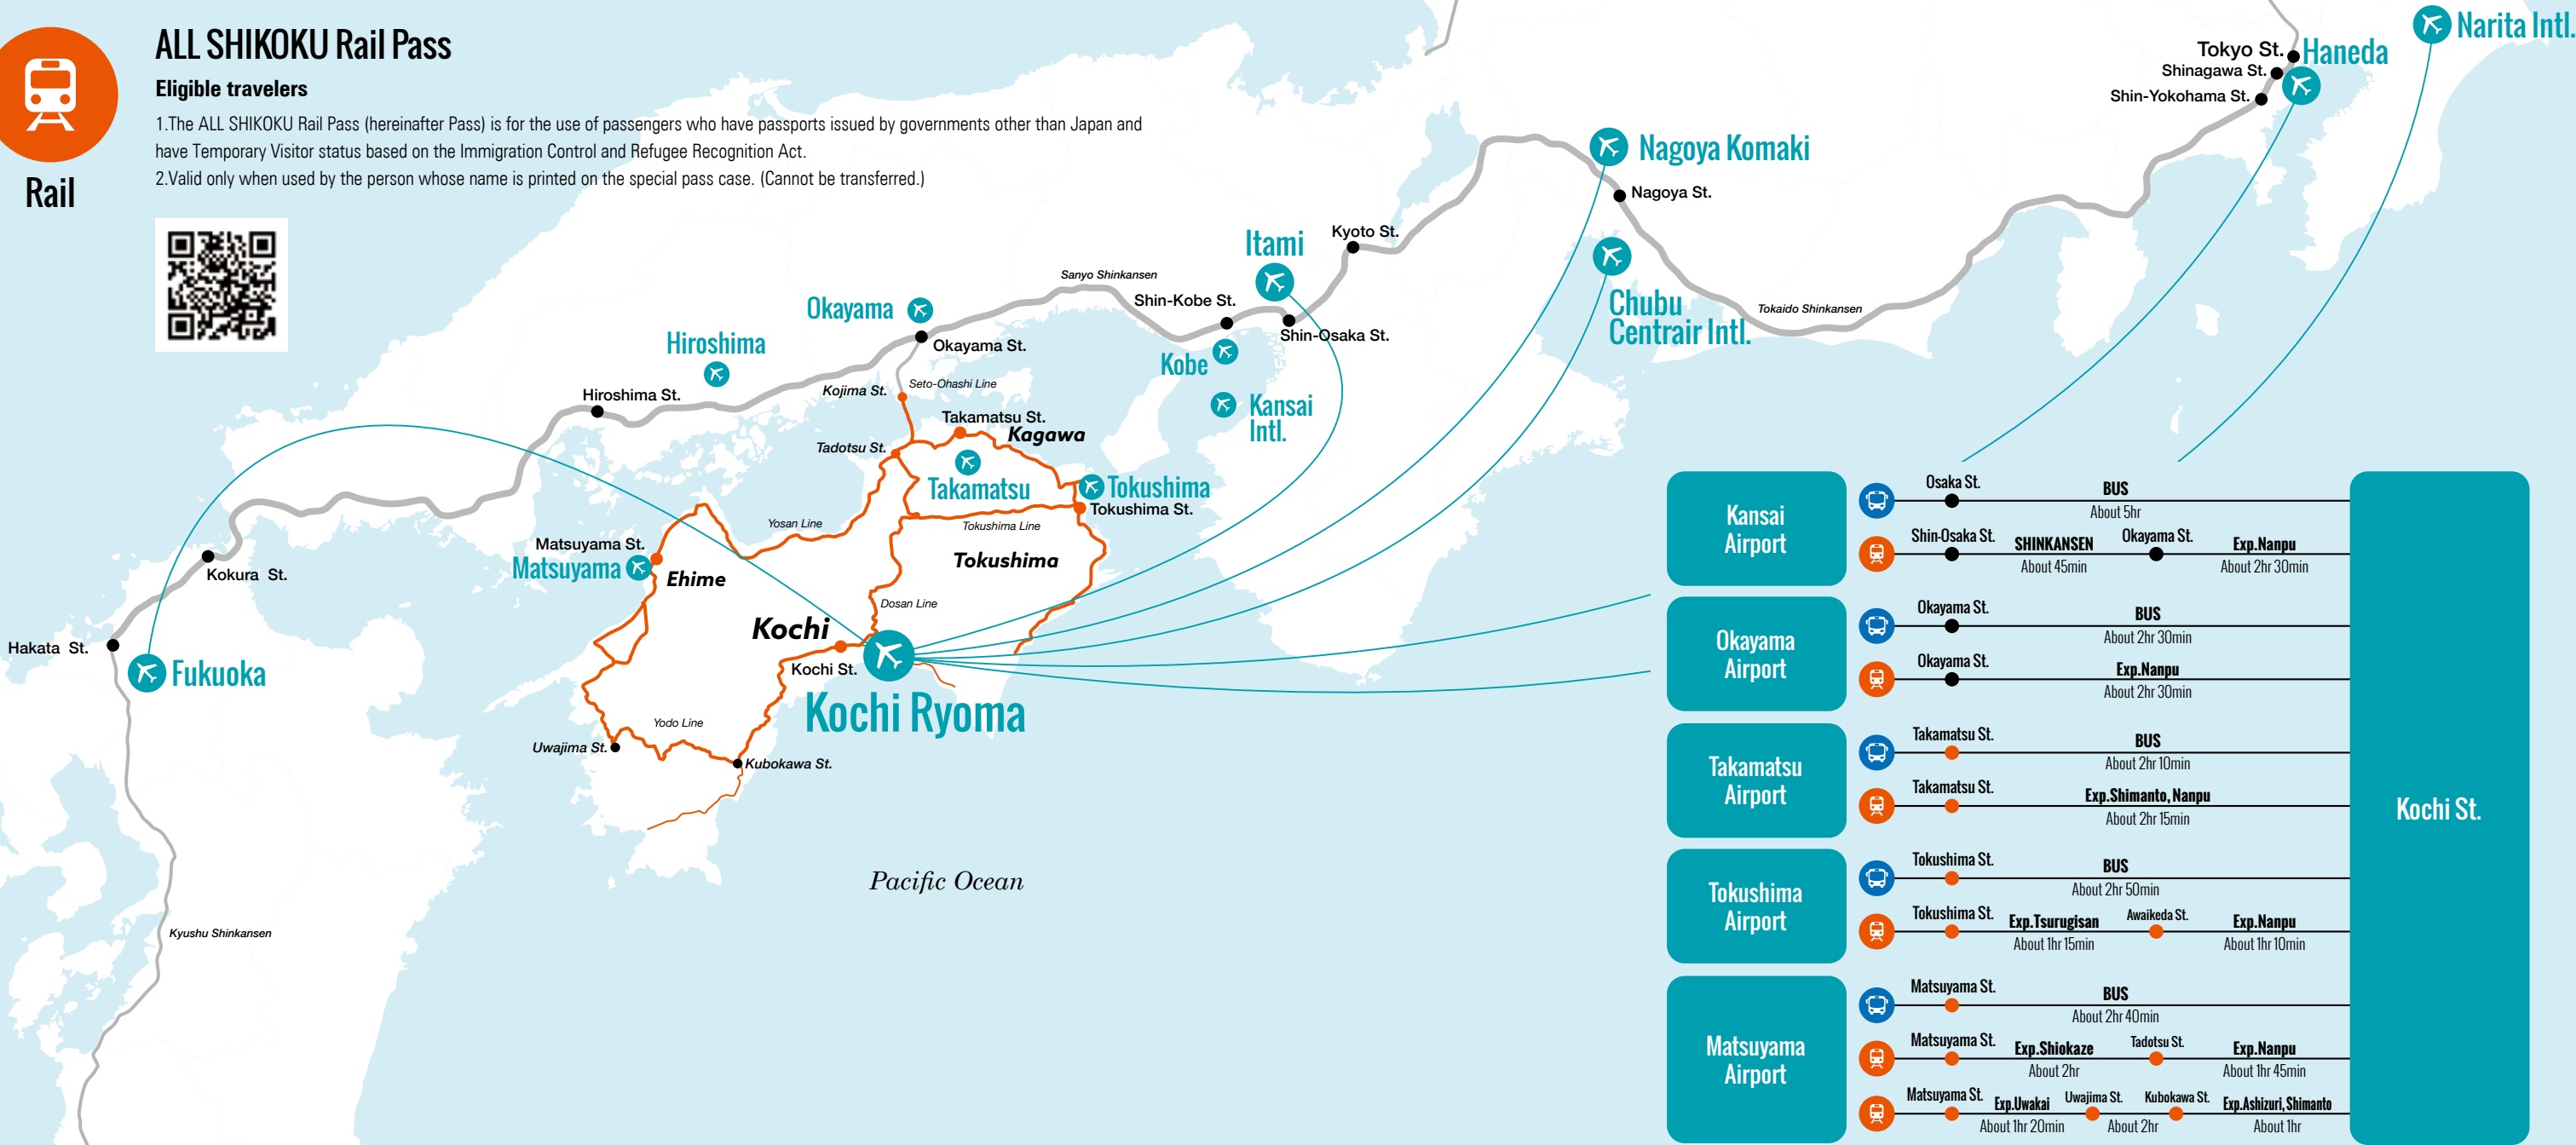 ALL SHIKOKU Rail Pass
Eligible travelers
1.The ALL SHIKOKU Rail Pass (hereinafter Pass) is for the use of passengers who have passports issued by governments other than Japan and
have Temporary Visitor status based on the Immigration Control and Refugee Recognition Act.
2.Valid only when used by the person whose name is printed on the special pass case. (Cannot be transferred.)
Rail
Narita Intl.
Tokyo St.
Haneda
Shinagawa St.
Shin-Yokohama St.
Nagoya Komaki
Nagoya St.
Kyoto St.
Itami
Sanyo Shinkansen
Shin-Kobe St.
Okayama
Chubu
Centrair Intl.
Tokaido Shinkansen
Shin-Osaka St.
Okayama St.
Hiroshima
Kobe
Seto-Ohashi Line
Kojima St.
Hiroshima St.
Kansai
Intl.
Takamatsu St.
Kagawa
Tadotsu St.
Takamatsu
Tokushima
Tokushima St.
Yosan Line
Tokushima Line
Matsuyama St.
Matsuyama
Ehime
Tokushima
Kokura St.
Dosan Line
Kochi
Hakata St.
Fukuoka
Kochi St.
Kochi Ryoma
Yodo Line
Uwajima St.
Kubokawa St.
Pacific Ocean
Kyushu Shinkansen
Kansai
Airport
Osaka St.
BUS
About 5hr
Shin-Osaka St.
SHINKANSEN
About 45min
Okayama St.
Exp.Nanpu
About 2hr 30min
Okayama
Airport
Okayama St.
BUS
About 2hr 30min
Okayama St.
Exp.Nanpu
About 2hr 30min
Takamatsu
Airport
Takamatsu St.
BUS
About 2hr 10min
Takamatsu St.
Exp.Shimanto, Nanpu
About 2hr 15min
Tokushima
Airport
Tokushima St.
BUS
About 2hr 50min
Tokushima St.
Exp.Tsurugisan
About 1hr 15min
Awaikeda St.
Exp.Nanpu
About 1hr 10min
Matsuyama
Airport
Matsuyama St.
BUS
About 2hr 40min
Matsuyama St.
Exp.Shiokaze
About 2hr
Tadotsu St.
Exp.Nanpu
About 1hr 45min
Matsuyama St.
Exp.Uwakai
About 1hr 20min
Uwajima St.
About 2hr
Kubokawa St.
Exp.Ashizuri, Shimanto
About 1hr
Kochi St.